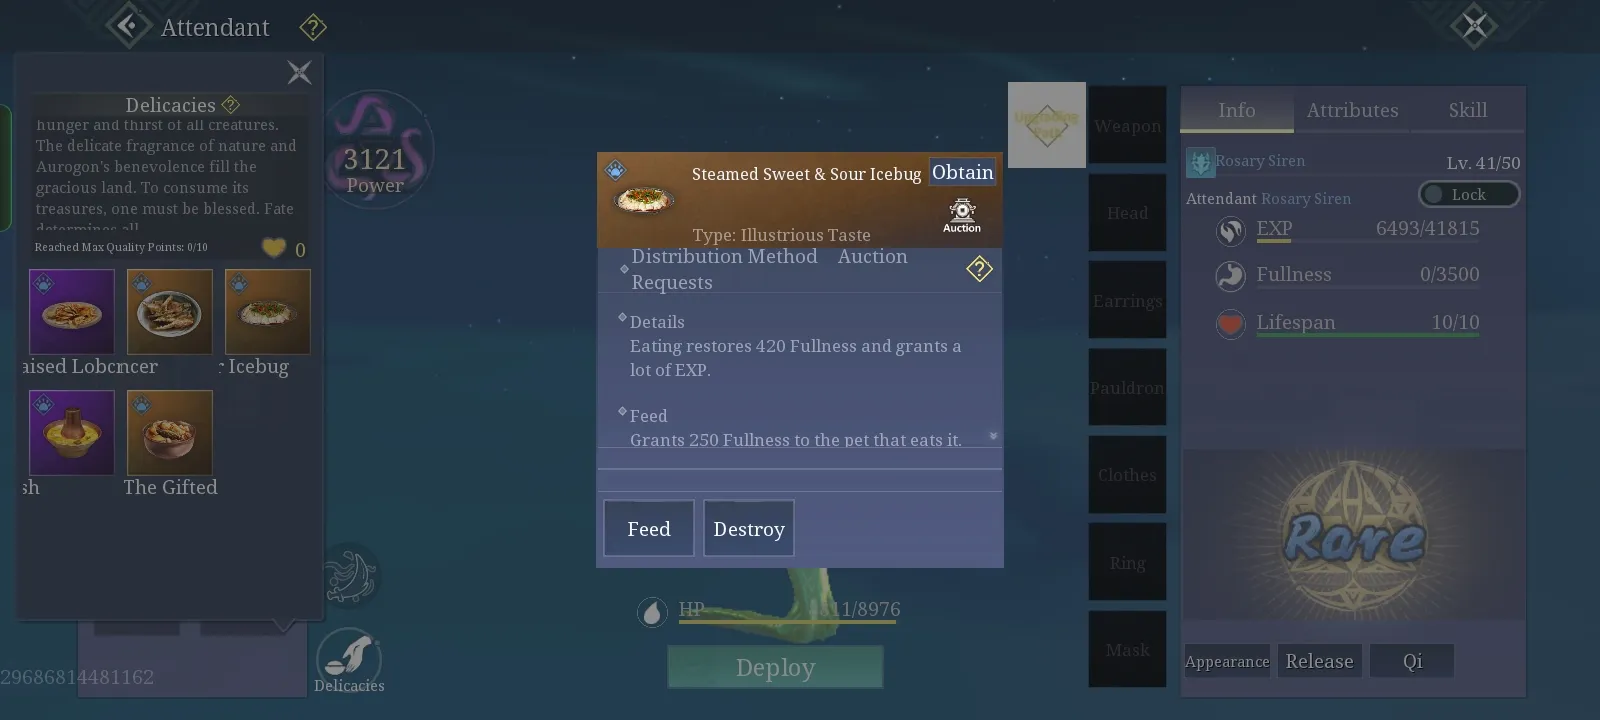 Attendant
?
Delicacies ?
hunger and thirst of all creatures.
The delicate fragrance of nature and
Aurogon's benevolence fill the
gracious land. To consume its
treasures, one must be blessed. Fate
determines all
Reached Max Quality Points: 0/10
0
aised Lobc
ncer
r Icebug
sh
The Gifted
3121
Power
29686814481162
Delicacies
Steamed Sweet & Sour Icebug
Obtain
Auction
Type: Illustrious Taste
Distribution Method Auction
Requests
?
Details
Eating restores 420 Fullness and grants a
lot of EXP.
Feed
Grants 250 Fullness to the pet that eats it.
Feed
Destroy
HP
811/8976
Deploy
Upgrading
Path
Weapon
Head
Earrings
Pauldron
Clothes
Ring
Mask
Info
Attributes
Skill
Rosary Siren
Lv. 41/50
Attendant Rosary Siren
Lock
EXP 6493/41815
Fullness 0/3500
Lifespan 10/10
Rare
Appearance
Release
Qi